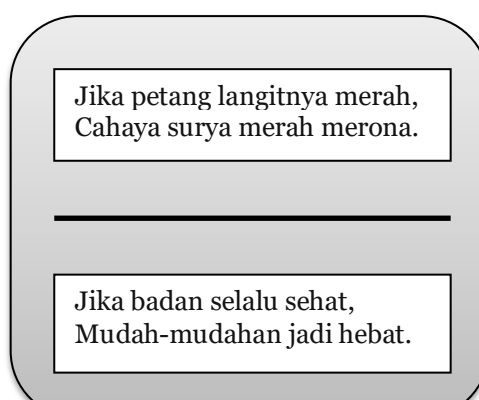 Jika petang langitnya merah,
Cahaya surya merah merona.
Jika badan selalu sehat,
Mudah-mudahan jadi hebat.